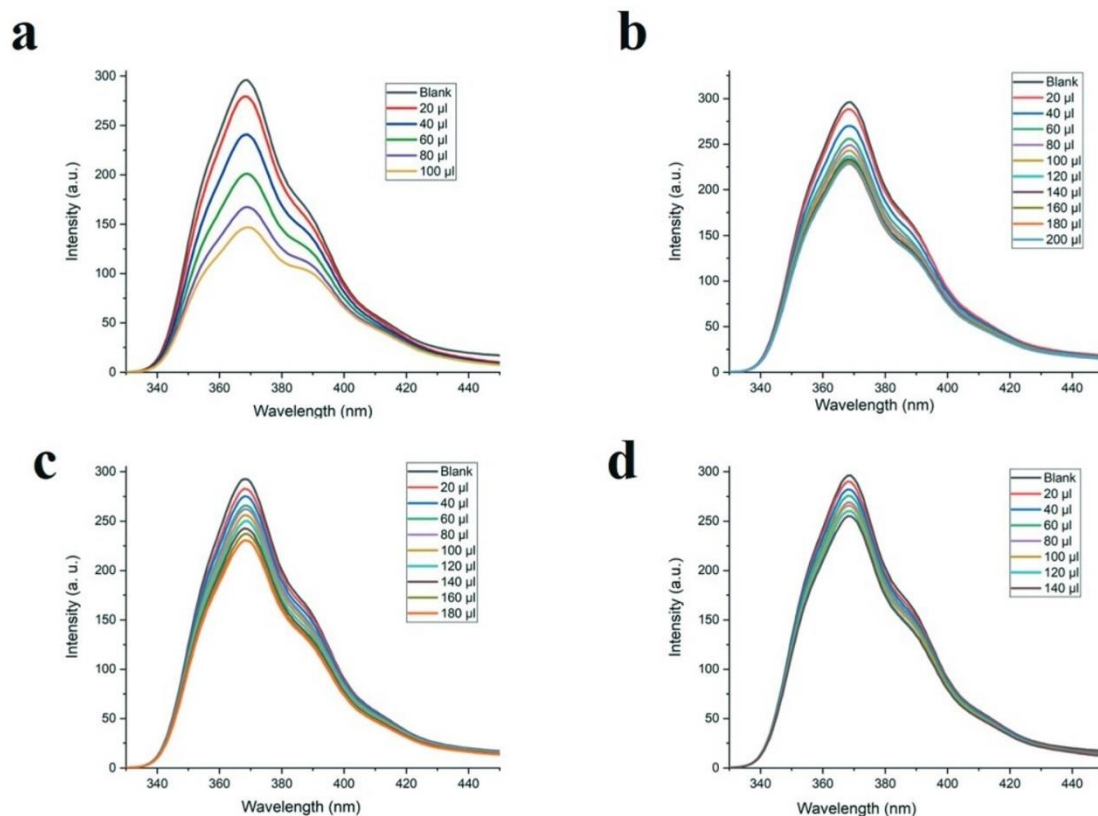 a
Intensity (a.u.)
300
250
200
150
100
50
0
340 360 380 400 420 440
Wavelength (nm)
Blank
20 µl
40 µl
60 µl
80 µl
100 µl
b
Intensity (a.u.)
300
250
200
150
100
50
0
340 360 380 400 420 440
Wavelength (nm)
Blank
20 µl
40 µl
60 µl
80 µl
100 µl
120 µl
140 µl
160 µl
180 µl
200 µl
c
Intensity (a. u.)
300
250
200
150
100
50
0
340 360 380 400 420 440
Wavelength (nm)
Blank
20 µl
40 µl
60 µl
80 µl
100 µl
120 µl
140 µl
160 µl
180 µl
d
Intensity (a.u.)
300
250
200
150
100
50
0
340 360 380 400 420 440
Wavelength (nm)
Blank
20 µl
40 µl
60 µl
80 µl
100 µl
120 µl
140 µl